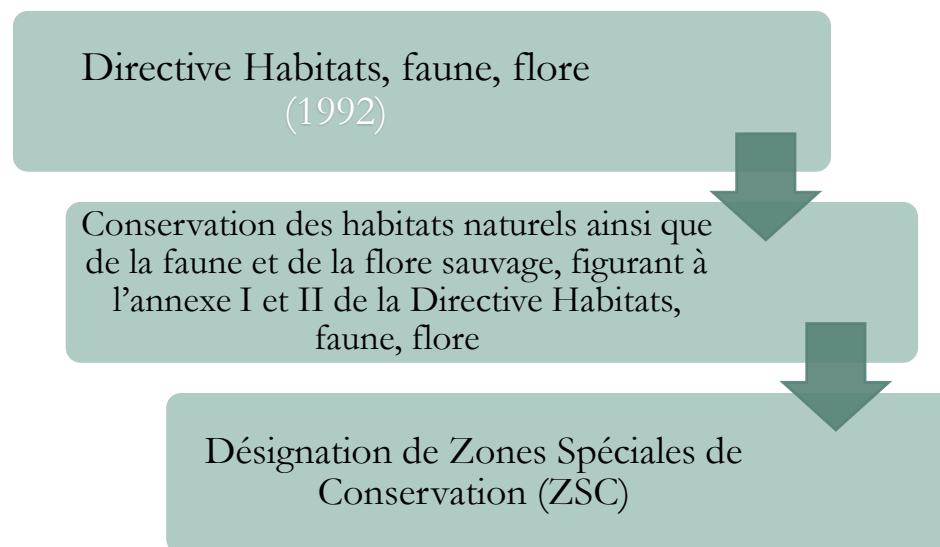 Directive Habitats, faune, flore
(1992)
Conservation des habitats naturels ainsi que
de la faune et de la flore sauvage, figurant à
l’annexe I et II de la Directive Habitats,
faune, flore
Désignation de Zones Spéciales de
Conservation (ZSC)